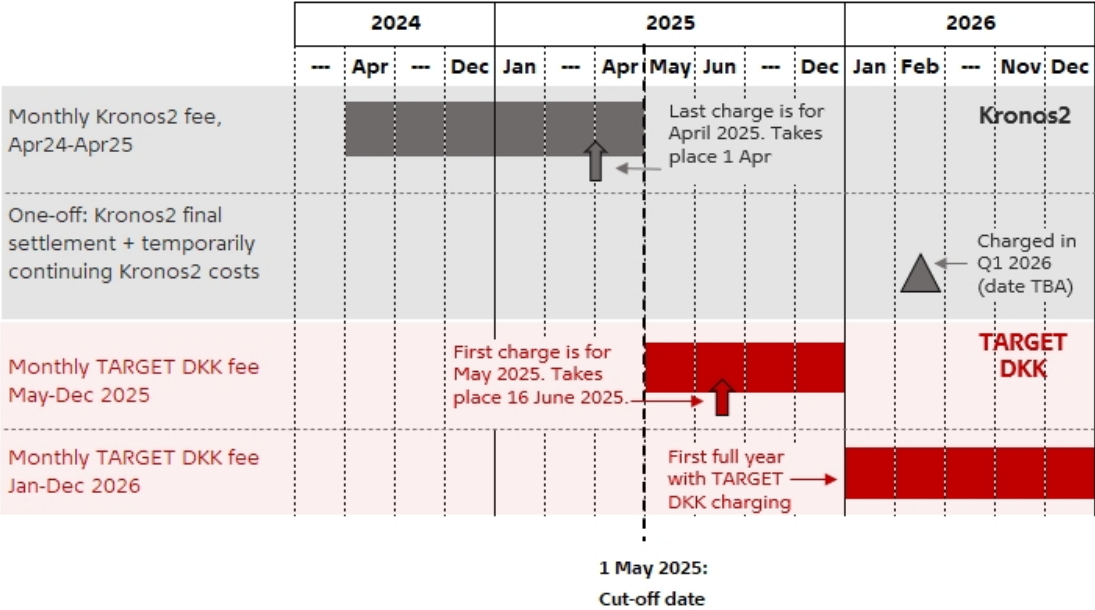 2024 2025 2026
--- Apr --- Dec Jan --- Apr May Jun --- Dec Jan Feb --- Nov Dec
Monthly Kronos2 fee,
Apr24-Apr25
Last charge is for
April 2025. Takes
place 1 Apr
Kronos2
One-off: Kronos2 final
settlement + temporarily
continuing Kronos2 costs
Charged in
Q1 2026
(date TBA)
Monthly TARGET DKK fee
May-Dec 2025
First charge is for
May 2025. Takes
place 16 June 2025.
TARGET
DKK
Monthly TARGET DKK fee
Jan-Dec 2026
First full year
with TARGET
DKK charging
1 May 2025:
Cut-off date